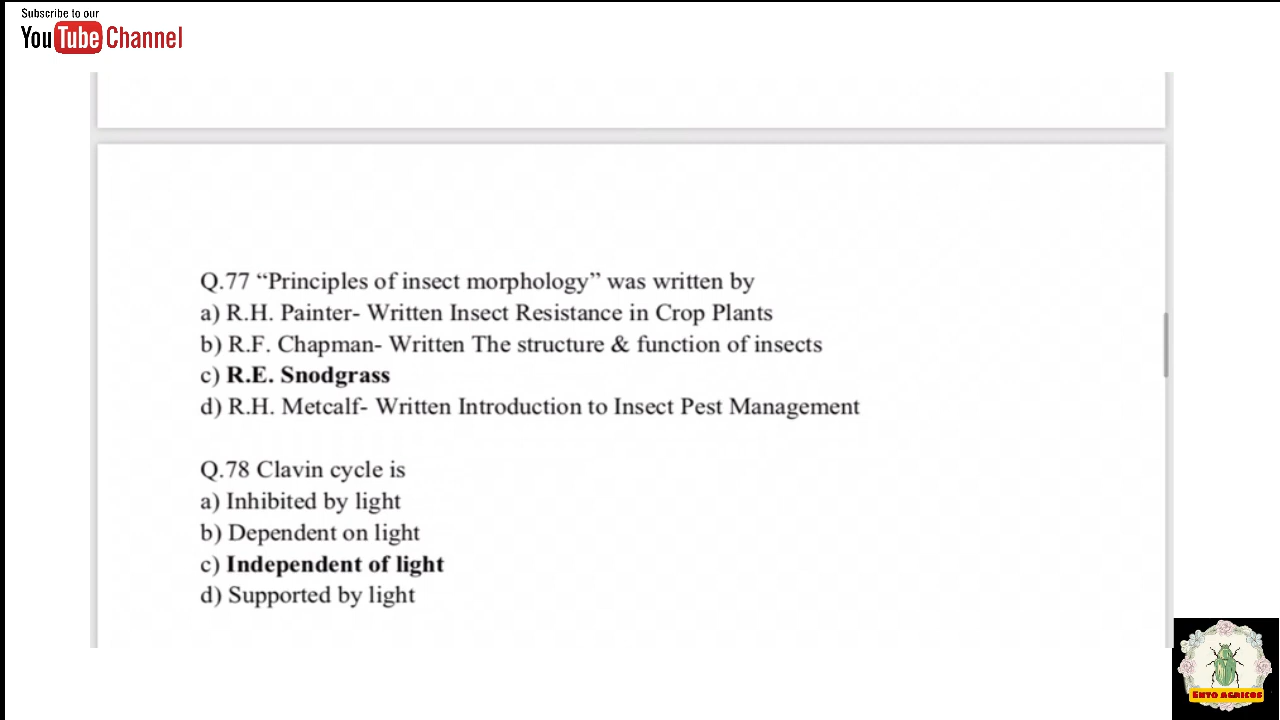 Subscribe to our
YouTube Channel
Q.77 “Principles of insect morphology” was written by
a) R.H. Painter- Written Insect Resistance in Crop Plants
b) R.F. Chapman- Written The structure & function of insects
c) R.E. Snodgrass
d) R.H. Metcalf- Written Introduction to Insect Pest Management
Q.78 Clavin cycle is
a) Inhibited by light
b) Dependent on light
c) Independent of light
d) Supported by light
ENTO AGRICOS